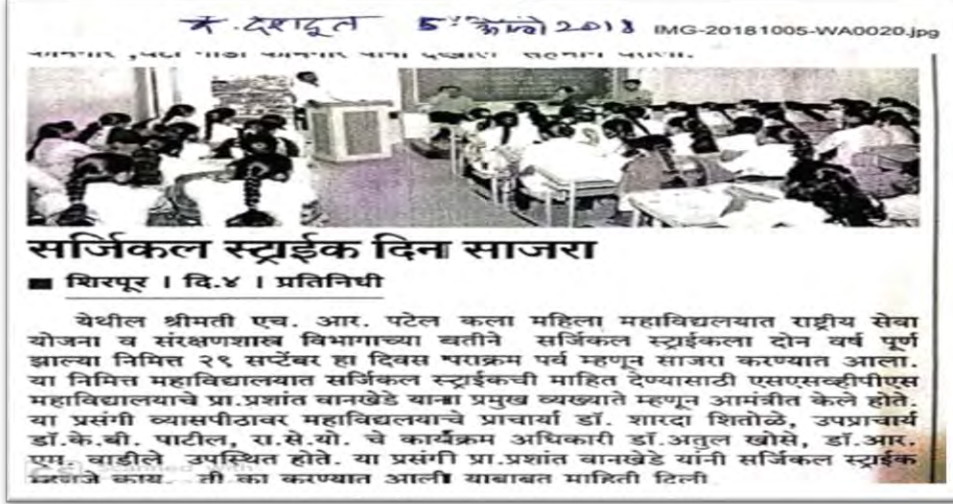 दै. देशदूत 5 ऑक्टो 2018 IMG-20181005-WA0020.jpg
सर्जिकल स्ट्राईक दिन साजरा
■ शिरपूर । दि.४ । प्रतिनिधी
येथील श्रीमती एच. आर. पटेल कला महिला महाविद्यलयात राष्ट्रीय सेवा
योजना व संरक्षणशास्त्र विभागाच्या वतीने सर्जिकल स्ट्राईकला दोन वर्ष पूर्ण
झाल्या निमित्त २९ सप्टेंबर हा दिवस पराक्रम पर्व म्हणून साजरा करण्यात आला.
या निमित्त महाविद्यालयात सर्जिकल स्ट्राईकची माहित देण्यासाठी एसएसव्हीपीएस
महाविद्यालयाचे प्रा.प्रशांत वानखेडे यांना प्रमुख व्यख्याते म्हणून आमंत्रीत केले होते.
या प्रसंगी व्यासपीठावर महाविद्यलयाचे प्राचार्या डॉ. शारदा शितोळे, उपप्राचार्य
डॉ.के.बी. पाटील, रा.से.यो. चे कार्यक्रम अधिकारी डॉ.अतुल खोसे, डॉ.आर.
एम. वाडीले उपस्थित होते. या प्रसंगी प्रा.प्रशांत वानखेडे यांनी सर्जिकल स्ट्राईक
म्हणजे काय, ती का करण्यात आली याबाबत माहिती दिली